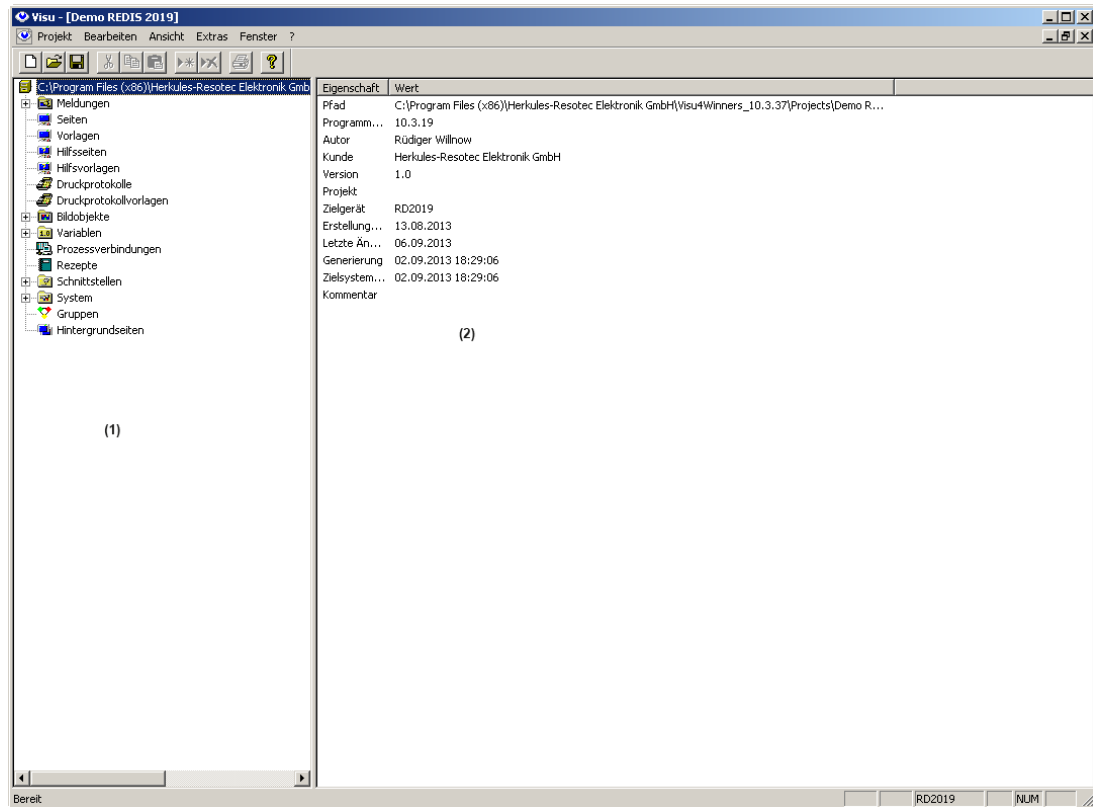 Visu - [Demo REDIS 2019]
Projekt Bearbeiten Ansicht Extras Fenster ?
C:\Program Files (x86)\Herkules-Resotec Elektronik Gmb
Meldungen
Seiten
Vorlagen
Hilfsseiten
Hilfsvorlagen
Druckprotokolle
Druckprotokollvorlagen
Bildobjekte
Variablen
Prozessverbindungen
Rezepte
Schnittstellen
System
Gruppen
Hintergrundseiten
(1)
Eigenschaft Wert
Pfad C:\Program Files (x86)\Herkules-Resotec Elektronik GmbH\Visu4Winners_10.3.37\Projects\Demo R...
Programm... 10.3.19
Autor Rüdiger Willnow
Kunde Herkules-Resotec Elektronik GmbH
Version 1.0
Projekt
Zielgerät RD2019
Erstellung... 13.08.2013
Letzte Än... 06.09.2013
Generierung 02.09.2013 18:29:06
Zielsystem... 02.09.2013 18:29:06
Kommentar
(2)
Bereit RD2019 NUM